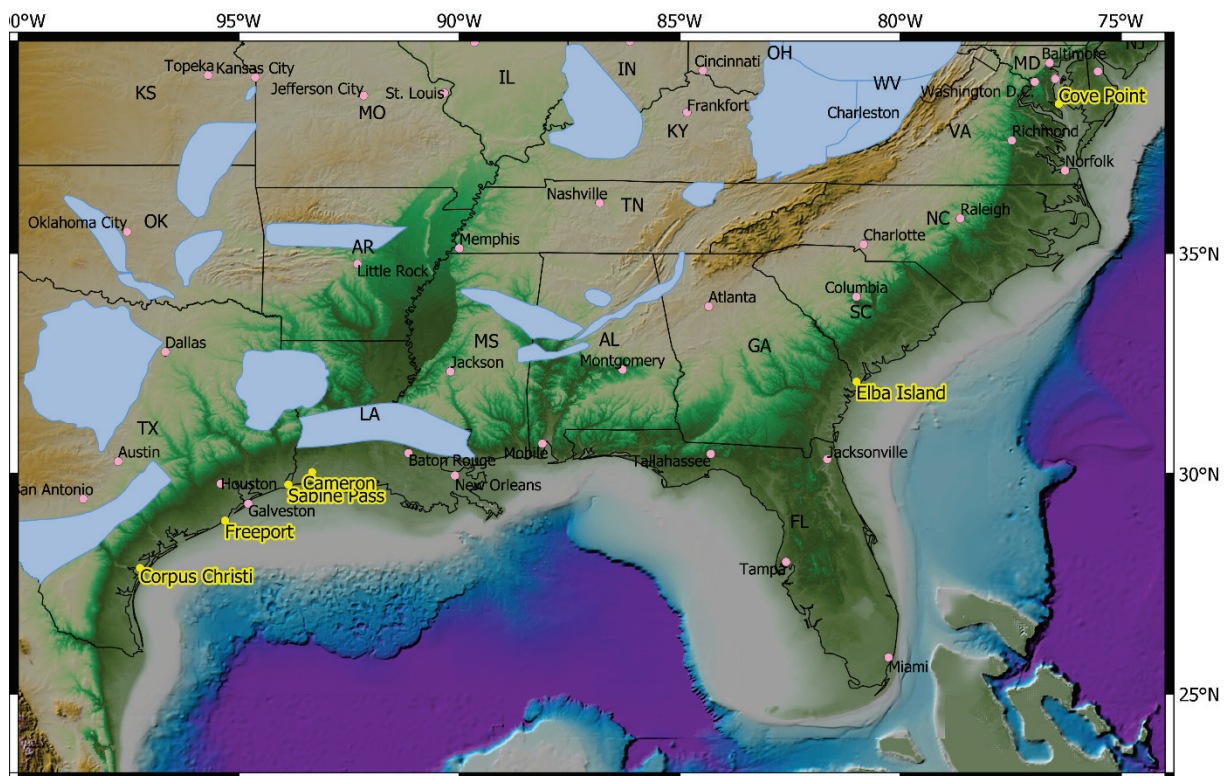 00°W
95°W
90°W
85°W
80°W
75°W
OH
NJ
Topeka
Kansas City
IL
IN
Cincinnati
MD
Baltimore
KS
Jefferson City
St. Louis
WV
Washington D.C.
Cove Point
MO
Frankfort
Charleston
KY
VA
Richmond
Norfolk
Nashville
TN
Oklahoma City
OK
NC
Raleigh
AR
Memphis
Charlotte
35°N
Little Rock
Columbia
Atlanta
SC
Dallas
MS
AL
GA
Jackson
Montgomery
Elba Island
LA
TX
Austin
Mobile
Baton Rouge
Tallahassee
Jacksonville
30°N
San Antonio
Houston
Cameron
New Orleans
Sabine Pass
Galveston
FL
Freeport
Tampa
Corpus Christi
Miami
25°N